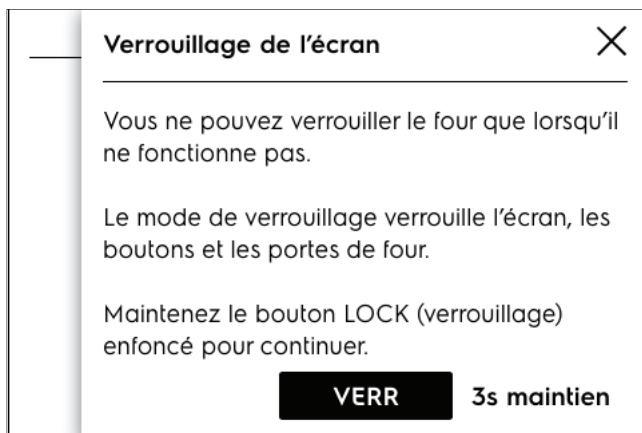 Verrouillage de l'écran
Vous ne pouvez verrouiller le four que lorsqu'il
ne fonctionne pas.
Le mode de verrouillage verrouille l'écran, les
boutons et les portes de four.
Maintenez le bouton LOCK (verrouillage)
enfoncé pour continuer.
VERR 3s maintien